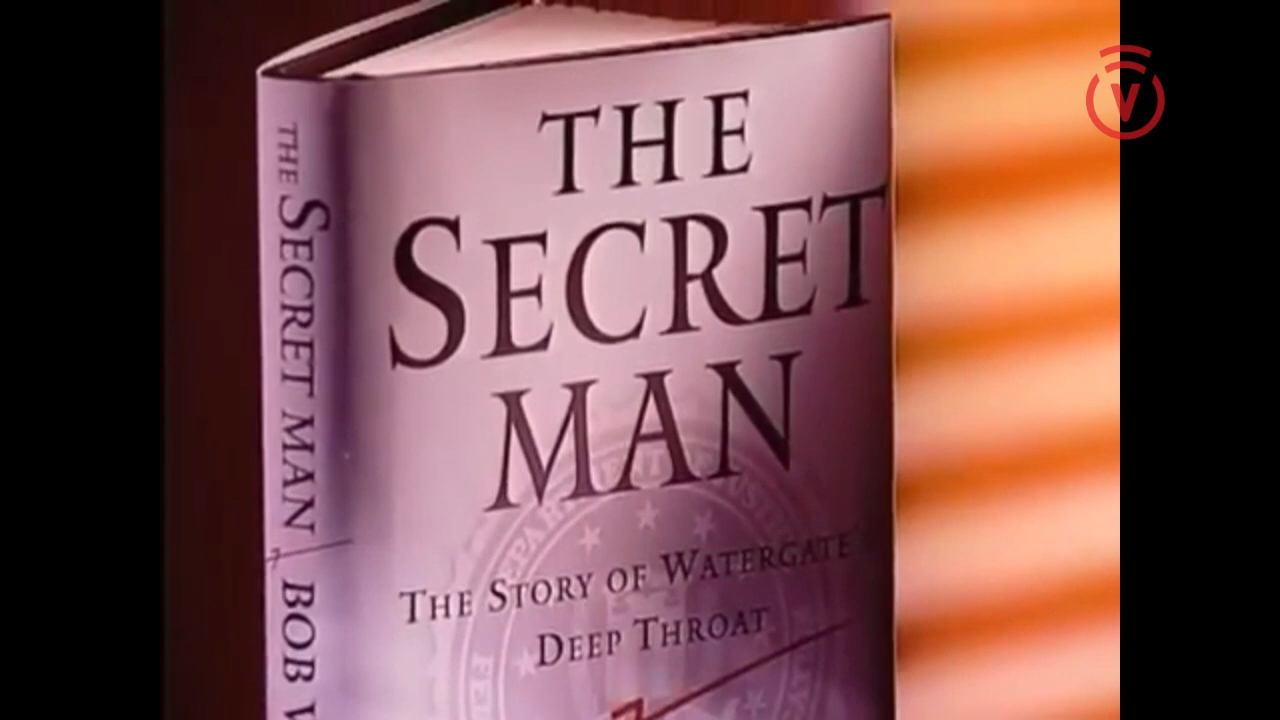 THE
SECRET
MAN
THE STORY OF WATERGATE
DEEP THROAT
THE SECRET MAN
BOB
V